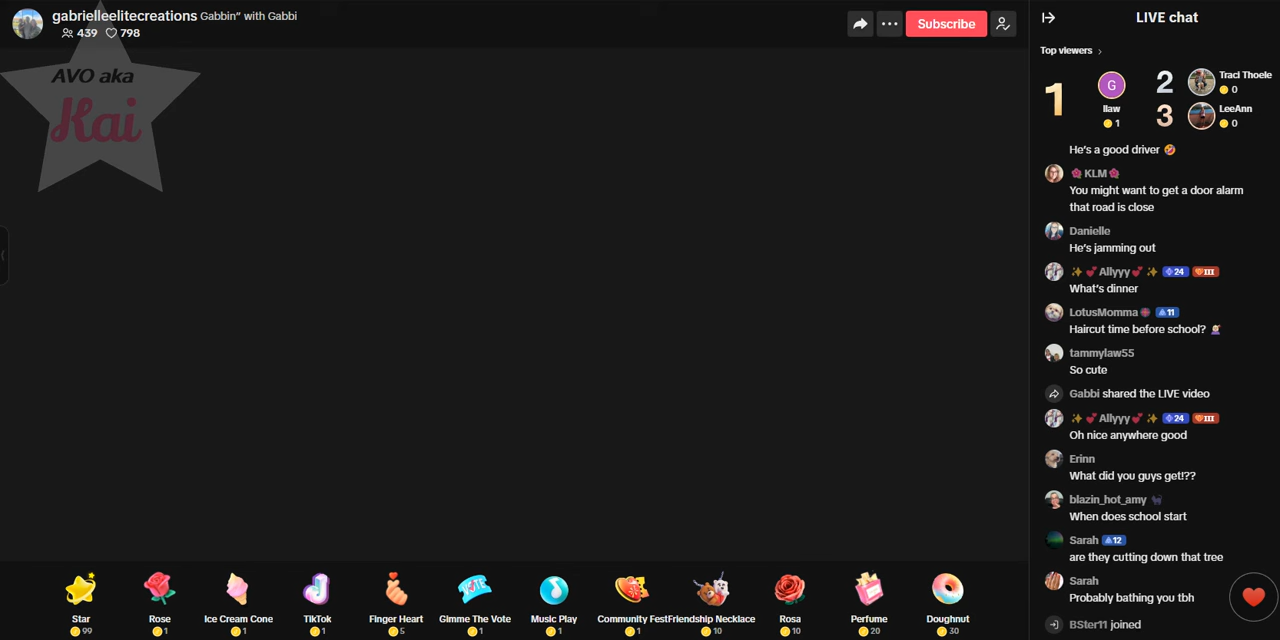 gabrielleelitecreations Gabbin” with Gabbi
439 798
Subscribe
AVO aka
Kai
LIVE chat
Top viewers
1
G
llaw
1
2
Traci Thoele
0
3
LeeAnn
0
He’s a good driver 🤣
🌺KLM🌺
You might want to get a door alarm
that road is close
Danielle
He’s jamming out
✨💕Allyyy💕✨ 24 III
What’s dinner
LotusMomma 11
Haircut time before school? 💇🏼‍♀️
tammylaw55
So cute
Gabbi shared the LIVE video
✨💕Allyyy💕✨ 24 III
Oh nice anywhere good
Erinn
What did you guys get!??
blazin_hot_amy 🐈‍⬛
When does school start
Sarah 12
are they cutting down that tree
Sarah
Probably bathing you tbh
BSter11 joined
Star
99
Rose
1
Ice Cream Cone
1
TikTok
1
Finger Heart
5
VOTE
Gimme The Vote
1
Music Play
1
Community Fest
1
Friendship Necklace
10
Rosa
10
Perfume
20
Doughnut
30